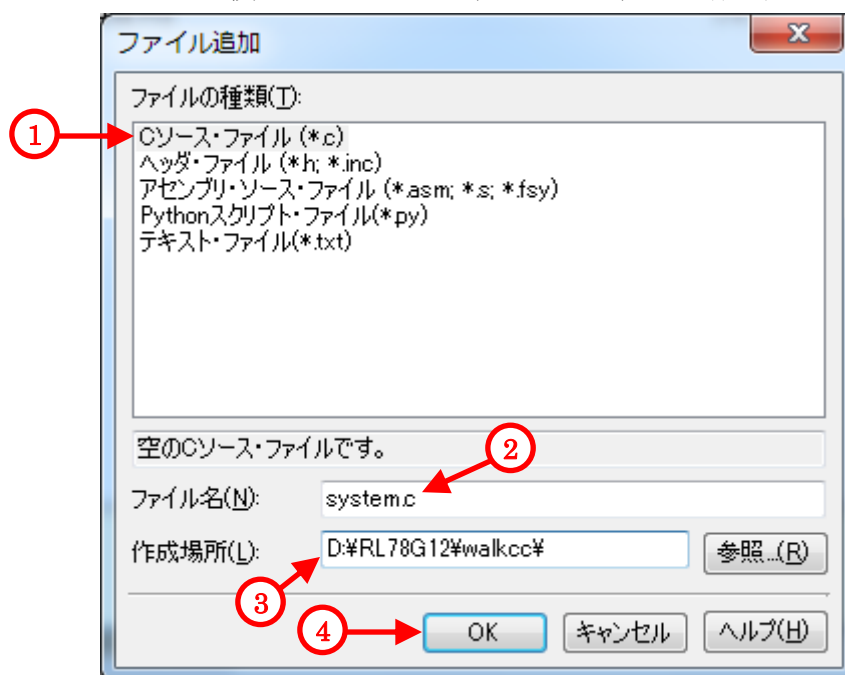 ファイル追加
ファイルの種類(T):
1
Cソース・ファイル (*.c)
ヘッダ・ファイル (*.h; *.inc)
アセンブリ・ソース・ファイル (*.asm; *.s; *.fsy)
Pythonスクリプト・ファイル(*.py)
テキスト・ファイル(*.txt)
空のCソース・ファイルです。
2
ファイル名(N): system.c
作成場所(L): D:¥RL78G12¥walkcc¥ 参照...(R)
3
4
OK キャンセル ヘルプ(H)